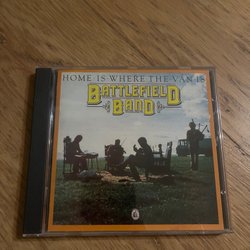 HOME IS WHERE THE VAN IS
BATTLEFIELD
BAND